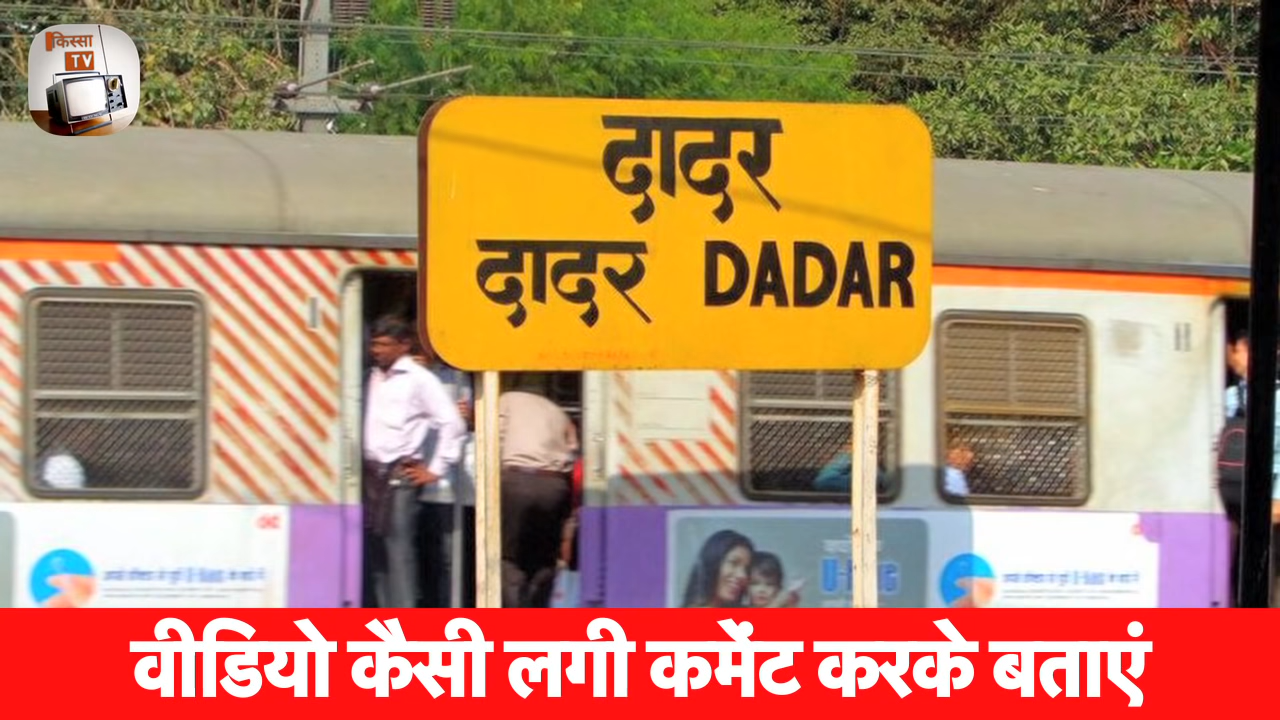 किस्सा
TV
दादर
दादर DADAR
वीडियो कैसी लगी कमेंट करके बताएं